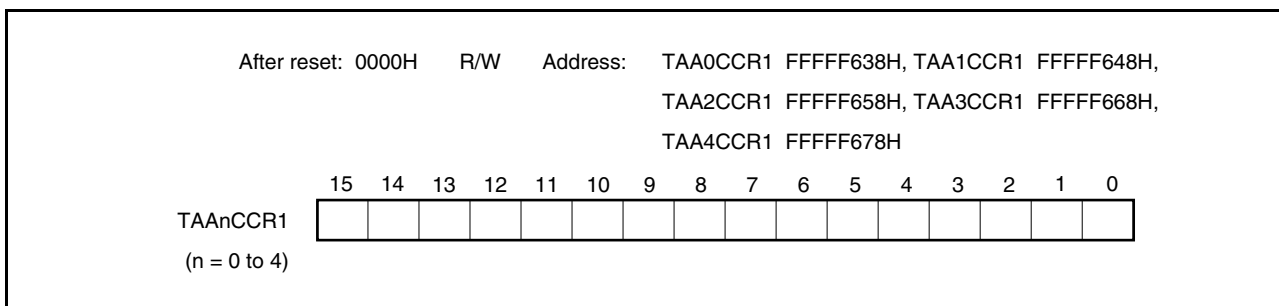 After reset: 0000H R/W Address: TAA0CCR1 FFFFF638H, TAA1CCR1 FFFFF648H,
TAA2CCR1 FFFFF658H, TAA3CCR1 FFFFF668H,
TAA4CCR1 FFFFF678H
15 14 13 12 11 10 9 8 7 6 5 4 3 2 1 0
TAAnCCR1
(n = 0 to 4)